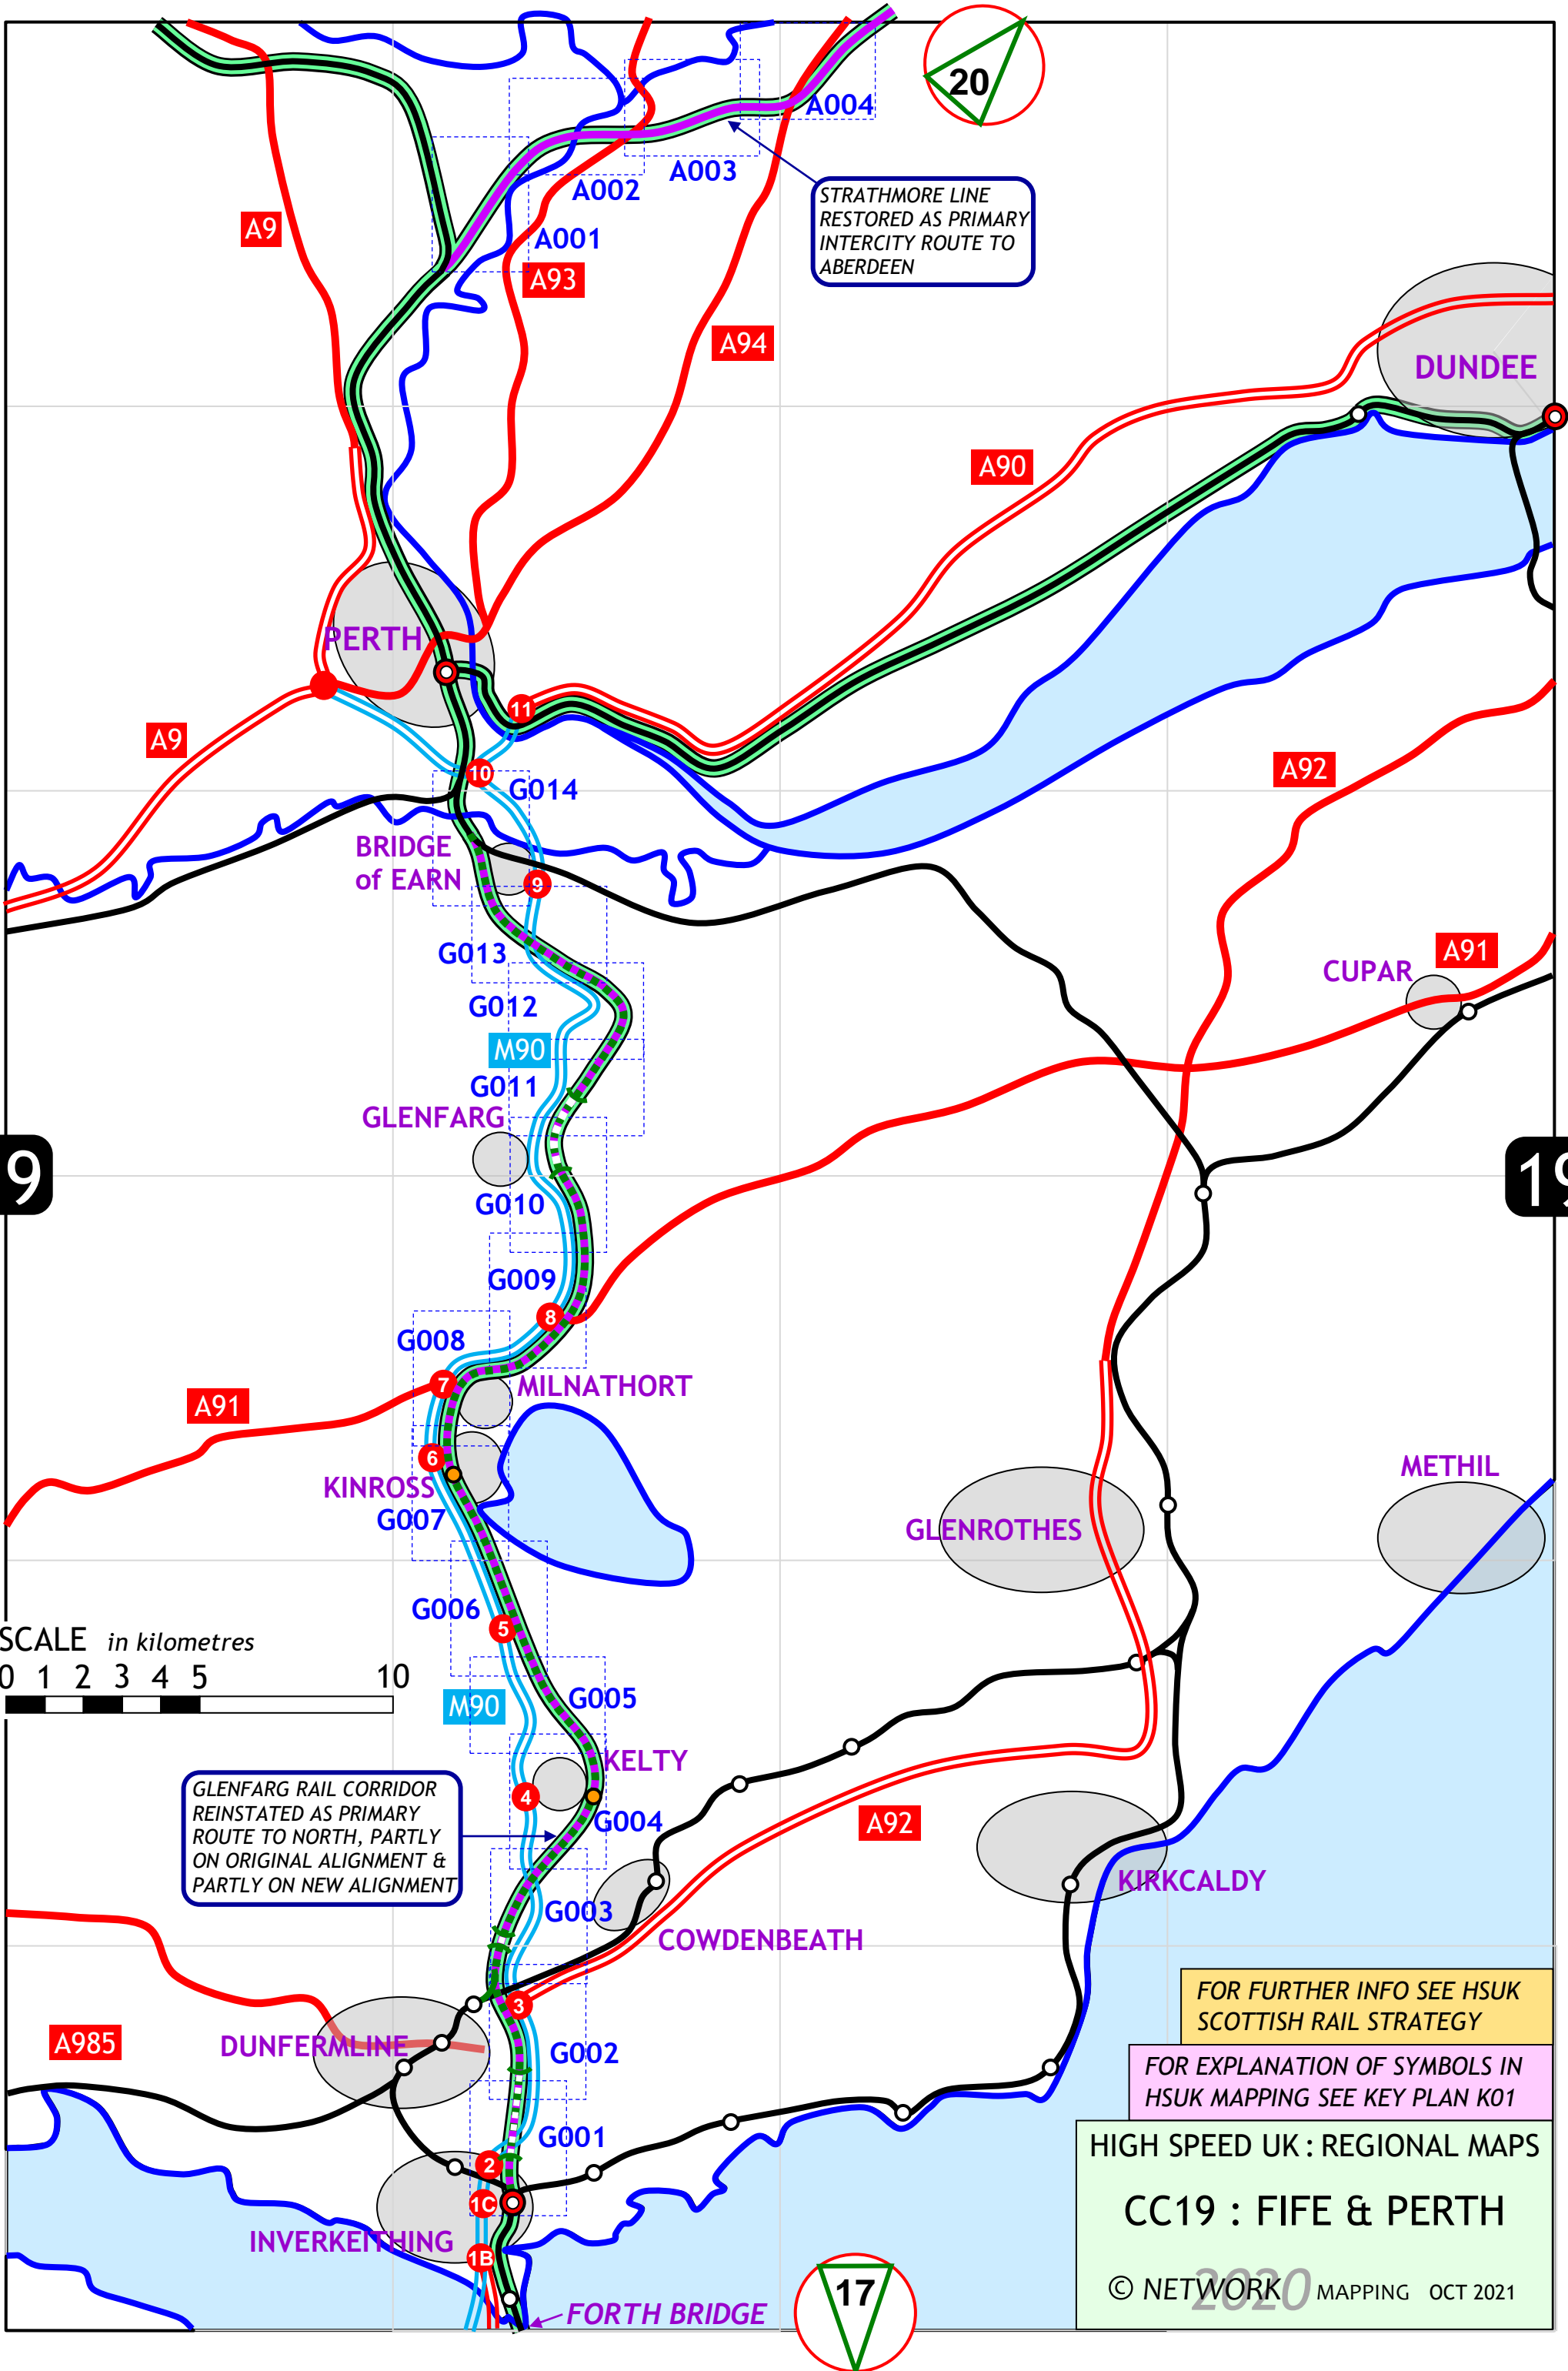 20
A004
A003
A002
A001
STRATHMORE LINE
RESTORED AS PRIMARY
INTERCITY ROUTE TO
ABERDEEN
A9
A93
A94
DUNDEE
A90
PERTH
11
A9
10
G014
A92
BRIDGE
of EARN
9
G013
A91
CUPAR
G012
M90
G011
GLENFARG
9
19
G010
G009
8
G008
7
MILNATHORT
A91
6
KINROSS
G007
METHIL
GLENROTHES
G006
5
SCALE in kilometres
0 1 2 3 4 5 10
M90
G005
KELTY
GLENFARG RAIL CORRIDOR
REINSTATED AS PRIMARY
ROUTE TO NORTH, PARTLY
ON ORIGINAL ALIGNMENT &
PARTLY ON NEW ALIGNMENT
4
G004
A92
KIRKCALDY
G003
COWDENBEATH
3
FOR FURTHER INFO SEE HSUK
SCOTTISH RAIL STRATEGY
A985
DUNFERMLINE
G002
FOR EXPLANATION OF SYMBOLS IN
HSUK MAPPING SEE KEY PLAN K01
G001
2
HIGH SPEED UK : REGIONAL MAPS
1C
CC19 : FIFE & PERTH
INVERKEITHING
1B
17
© NETWORK 2020 MAPPING OCT 2021
FORTH BRIDGE